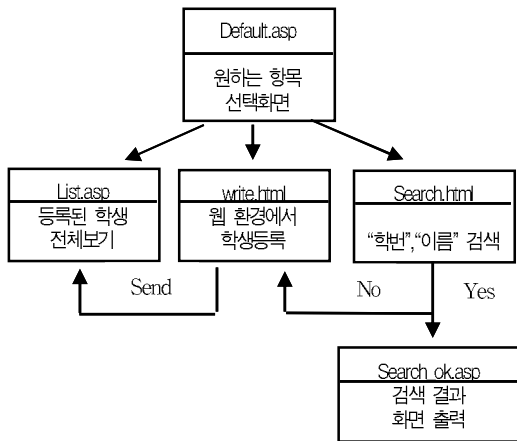 Default.asp
원하는 항목
선택화면
List.asp
등록된 학생
전체보기
write.html
웹 환경에서
학생등록
Search.html
“학번”,“이름” 검색
Send
No
Yes
Search_ok.asp
검색 결과
화면 출력